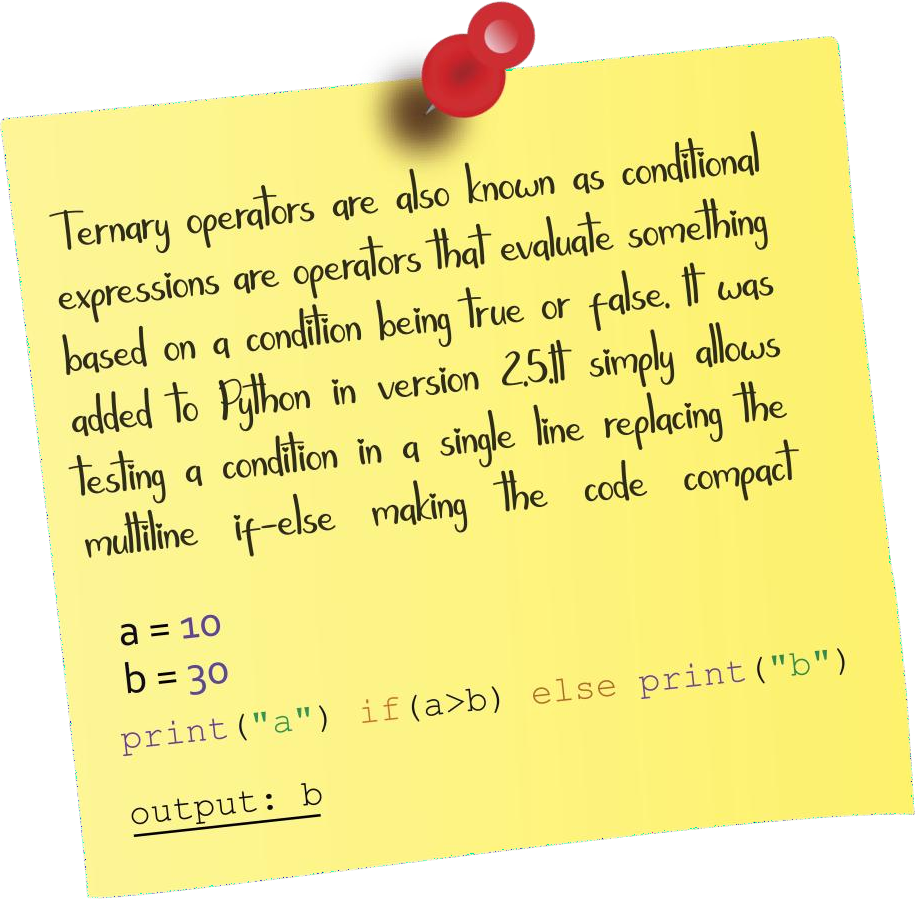 Ternary operators are also known as conditional
expressions are operators that evaluate something
based on a condition being true or false. It was
added to Python in version 2.5.It simply allows
testing a condition in a single line replacing the
multiline if-else making the code compact
a = 10
b = 30
print("a") if(a>b) else print("b")
output: b